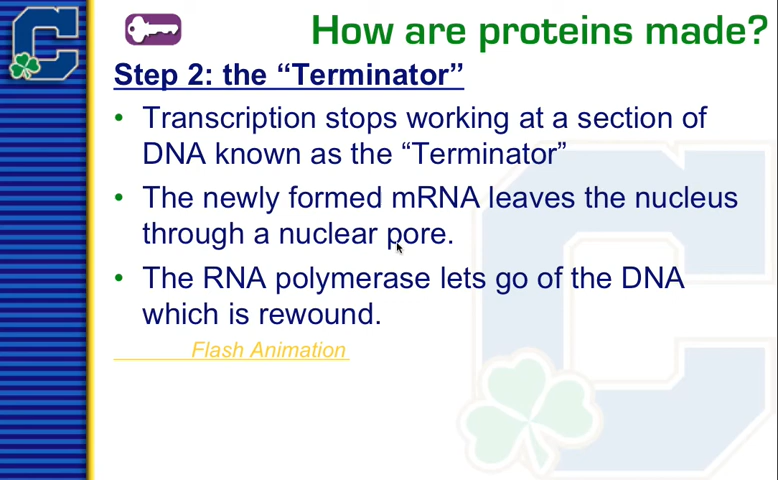 How are proteins made?
Step 2: the “Terminator”
• Transcription stops working at a section of
DNA known as the “Terminator”
• The newly formed mRNA leaves the nucleus
through a nuclear pore.
• The RNA polymerase lets go of the DNA
which is rewound.
Flash Animation